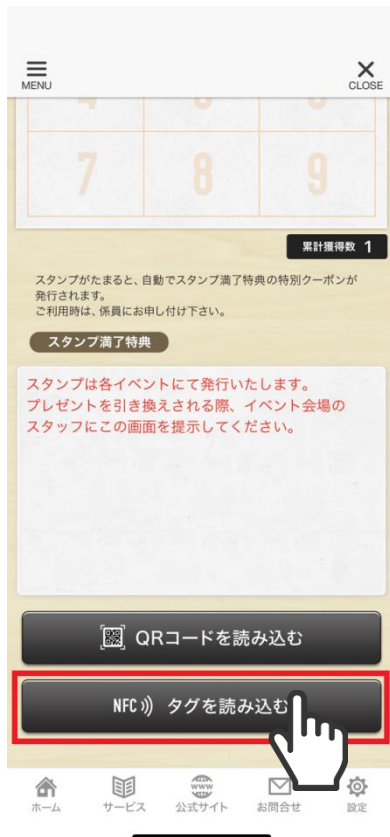 MENU
CLOSE
7 8 9
累計獲得数 1
スタンプがたまると、自動でスタンプ満了特典の特別クーポンが
発行されます。
ご利用時は、係員にお申し付け下さい。
スタンプ満了特典
スタンプは各イベントにて発行いたします。
プレゼントを引き換えされる際、イベント会場の
スタッフにこの画面を提示してください。
QRコードを読み込む
NFC タグを読み込む
www
ホーム サービス 公式サイト お問合せ 設定